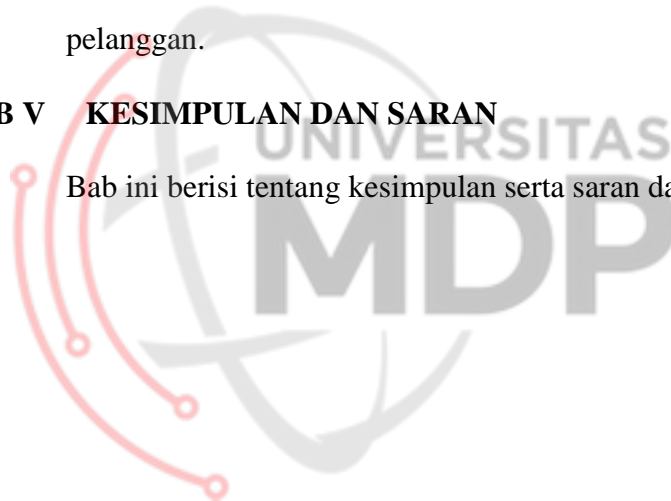 pelanggan.
B V KESIMPULAN DAN SARAN
UNIVERSITAS
Bab ini berisi tentang kesimpulan serta saran da
MDP